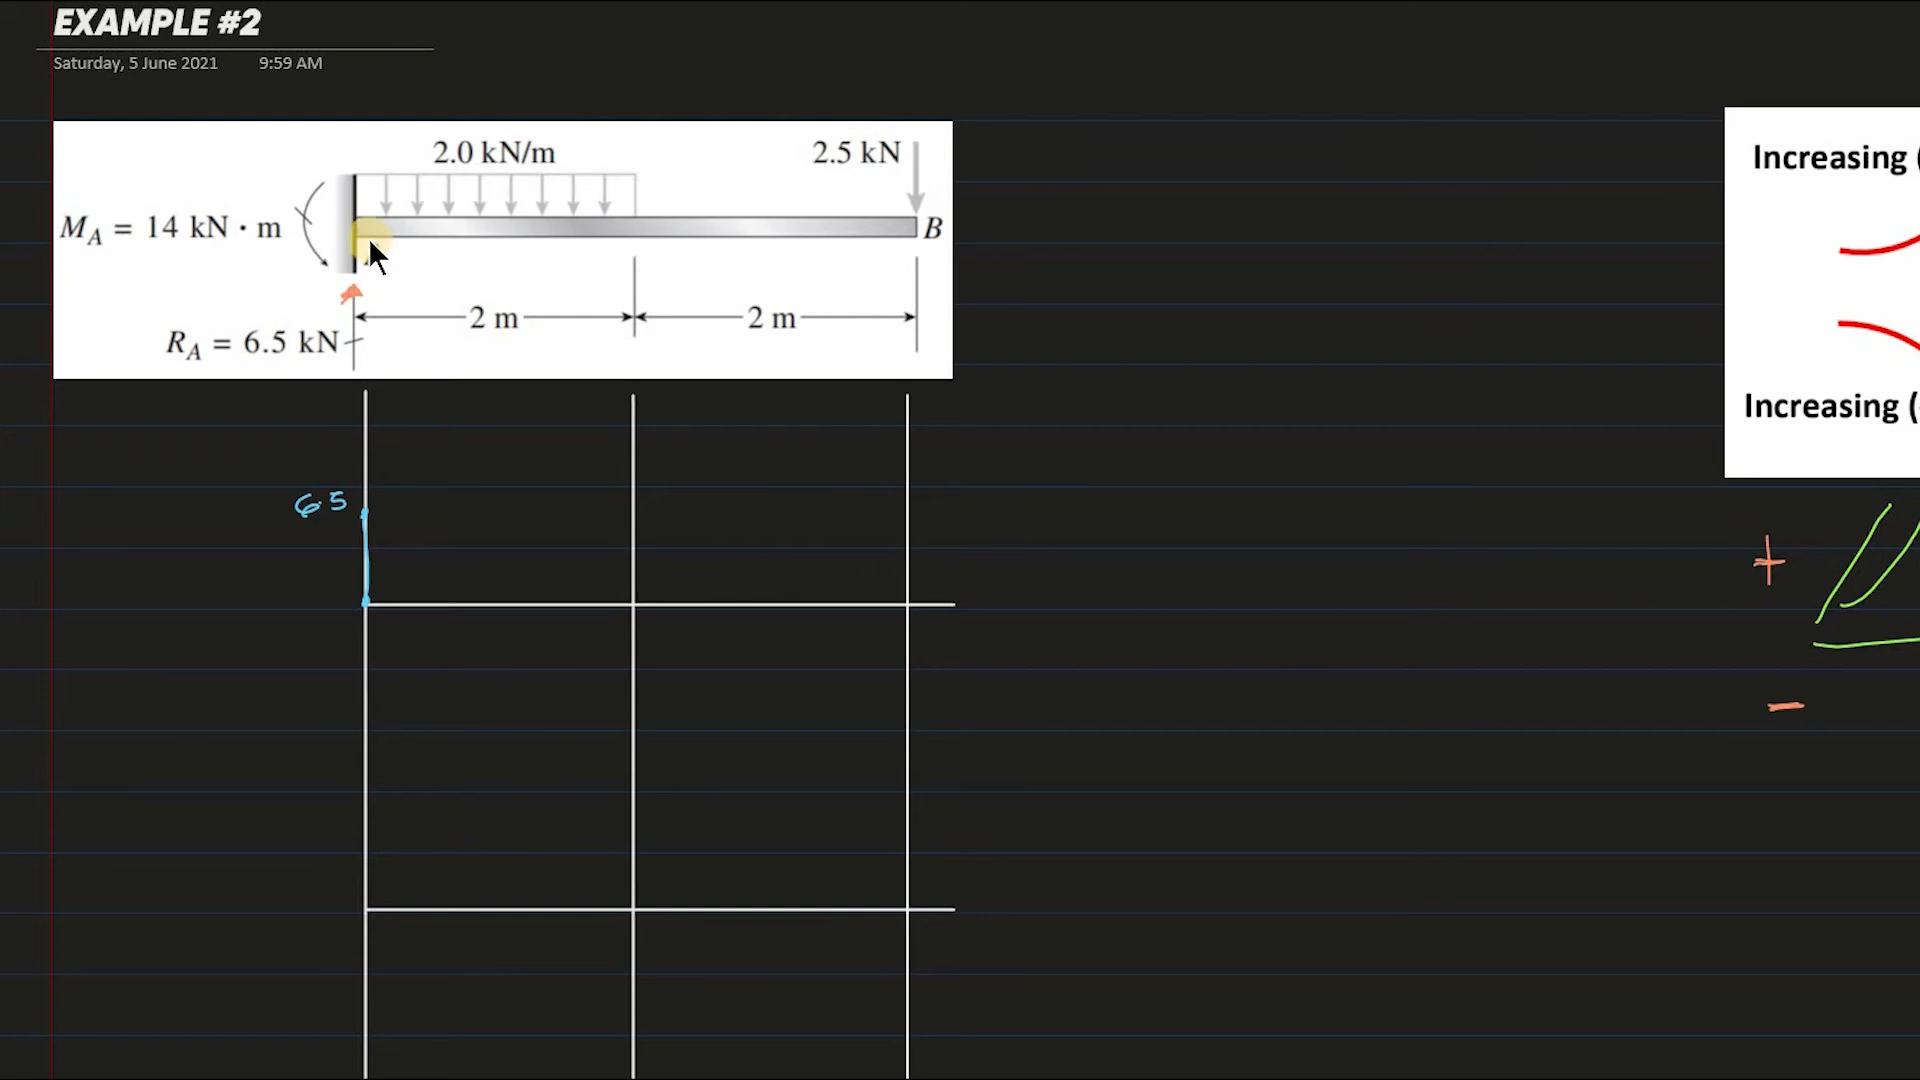 EXAMPLE #2
Saturday, 5 June 2021 9:59 AM
2.0 kN/m
2.5 kN
M_A = 14 kN · m
B
2 m
2 m
R_A = 6.5 kN
Increasing (
Increasing (
6.5
+
−